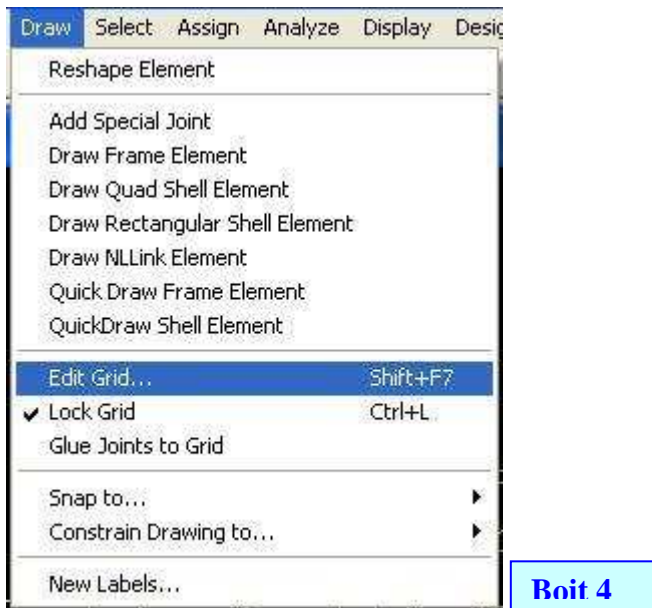 Draw Select Assign Analyze Display Desig
Reshape Element
Add Special Joint
Draw Frame Element
Draw Quad Shell Element
Draw Rectangular Shell Element
Draw NLLink Element
Quick Draw Frame Element
QuickDraw Shell Element
Edit Grid... Shift+F7
Lock Grid Ctrl+L
Glue Joints to Grid
Snap to...
Constrain Drawing to...
New Labels...
Boit 4